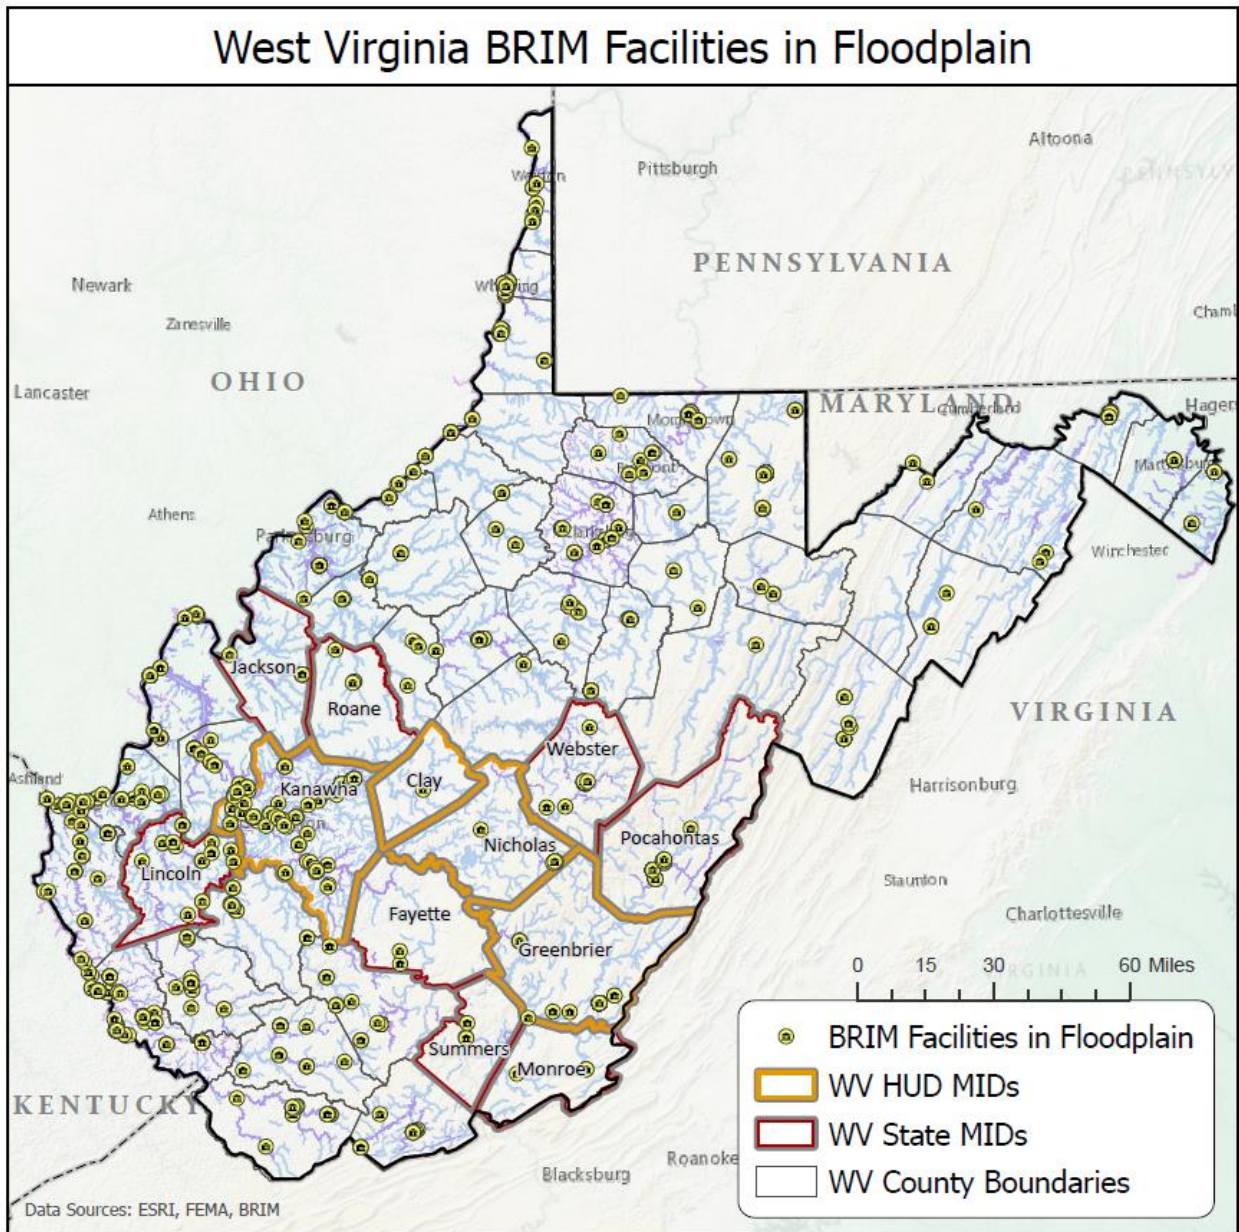 West Virginia BRIM Facilities in Floodplain
Altoona
Pittsburgh
PENNSYLVANIA
Newark
Zanesville
OHIO
Lancaster
MARYLAND
Athens
Winchester
Jackson
Roane
VIRGINIA
Webster
Ashland
Kanawha
Clay
Harrisonburg
Nicholas
Pocahontas
Lincoln
Staunton
Fayette
Charlottesville
Greenbrier
0 15 30 60 Miles
Summers
Monroe
KENTUCKY
Roanoke
Blacksburg
BRIM Facilities in Floodplain
WV HUD MIDs
WV State MIDs
WV County Boundaries
Data Sources: ESRI, FEMA, BRIM